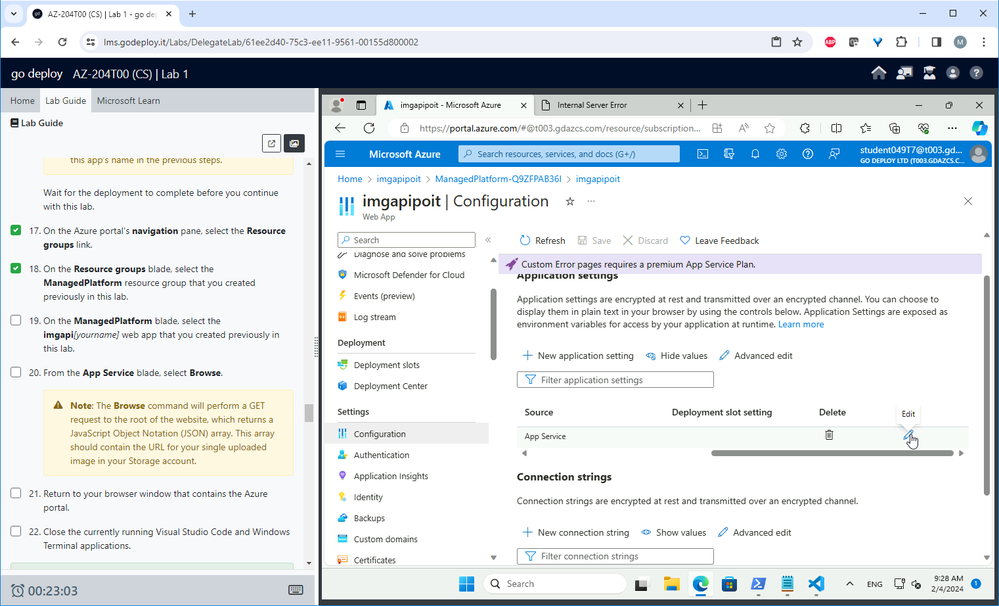 AZ-204T00 (CS) | Lab 1 - go dep
lms.godeploy.it/Labs/DelegateLab/61ee2d40-75c3-ee11-9561-00155d800002
ABP
M
go deploy AZ-204T00 (CS) | Lab 1
Home
Lab Guide
Microsoft Learn
Lab Guide
this app's name in the previous steps.
Wait for the deployment to complete before you continue
with this lab.
17. On the Azure portal's navigation pane, select the Resource
groups link.
18. On the Resource groups blade, select the
ManagedPlatform resource group that you created
previously in this lab.
19. On the ManagedPlatform blade, select the
imgapi[yourname] web app that you created previously in
this lab.
20. From the App Service blade, select Browse.
Note: The Browse command will perform a GET
request to the root of the website, which returns a
JavaScript Object Notation (JSON) array. This array
should contain the URL for your single uploaded
image in your Storage account.
21. Return to your browser window that contains the Azure
portal.
22. Close the currently running Visual Studio Code and Windows
Terminal applications.
00:23:03
imgapipoit - Microsoft Azure
Internal Server Error
https://portal.azure.com/#@t003.gdazcs.com/resource/subscription...
Microsoft Azure
Search resources, services, and docs (G+/)
student049T7@t003.gd...
GO DEPLOY LTD (T003.GDAZCS.C...
Home > imgapipoit > ManagedPlatform-Q9ZFPAB36I > imgapipoit
imgapipoit | Configuration
Web App
Search
Diagnose and solve problems
Microsoft Defender for Cloud
Events (preview)
Log stream
Deployment
Deployment slots
Deployment Center
Settings
Configuration
Authentication
Application Insights
Identity
Backups
Custom domains
Certificates
Refresh
Save
Discard
Leave Feedback
Custom Error pages requires a premium App Service Plan.
Application settings
Application settings are encrypted at rest and transmitted over an encrypted channel. You can choose to
display them in plain text in your browser by using the controls below. Application Settings are exposed as
environment variables for access by your application at runtime. Learn more
New application setting
Hide values
Advanced edit
Filter application settings
Source
Deployment slot setting
Delete
Edit
App Service
Connection strings
Connection strings are encrypted at rest and transmitted over an encrypted channel.
New connection string
Show values
Advanced edit
Filter connection strings
Search
ENG
9:28 AM
2/4/2024
1